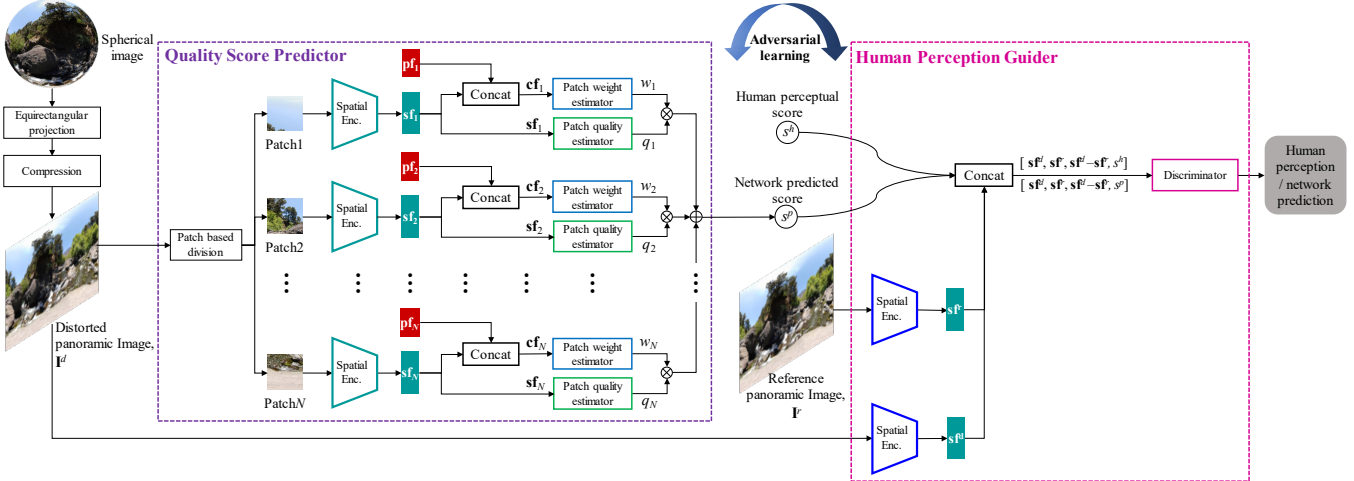 Spherical
image
Equirectangular
projection
Compression
Distorted
panoramic Image,
I^d
Quality Score Predictor
Patch based
division
Patch1
Spatial
Enc.
pf_1
sf_1
Concat
cf_1
sf_1
Patch weight
estimator
Patch quality
estimator
w_1
q_1
Patch2
Spatial
Enc.
pf_2
sf_2
Concat
cf_2
sf_2
Patch weight
estimator
Patch quality
estimator
w_2
q_2
PatchN
Spatial
Enc.
pf_N
sf_N
Concat
cf_N
sf_N
Patch weight
estimator
Patch quality
estimator
w_N
q_N
Adversarial
learning
Human perceptual
score
s^h
Network predicted
score
s^p
Reference
panoramic Image,
I^r
Human Perception Guider
Spatial
Enc.
sf^r
Spatial
Enc.
sf^d
Concat
[ sf^d, sf^r, sf^d–sf^r, s^h]
[ sf^d, sf^r, sf^d–sf^r, s^p]
Discriminator
Human
perception
/ network
prediction